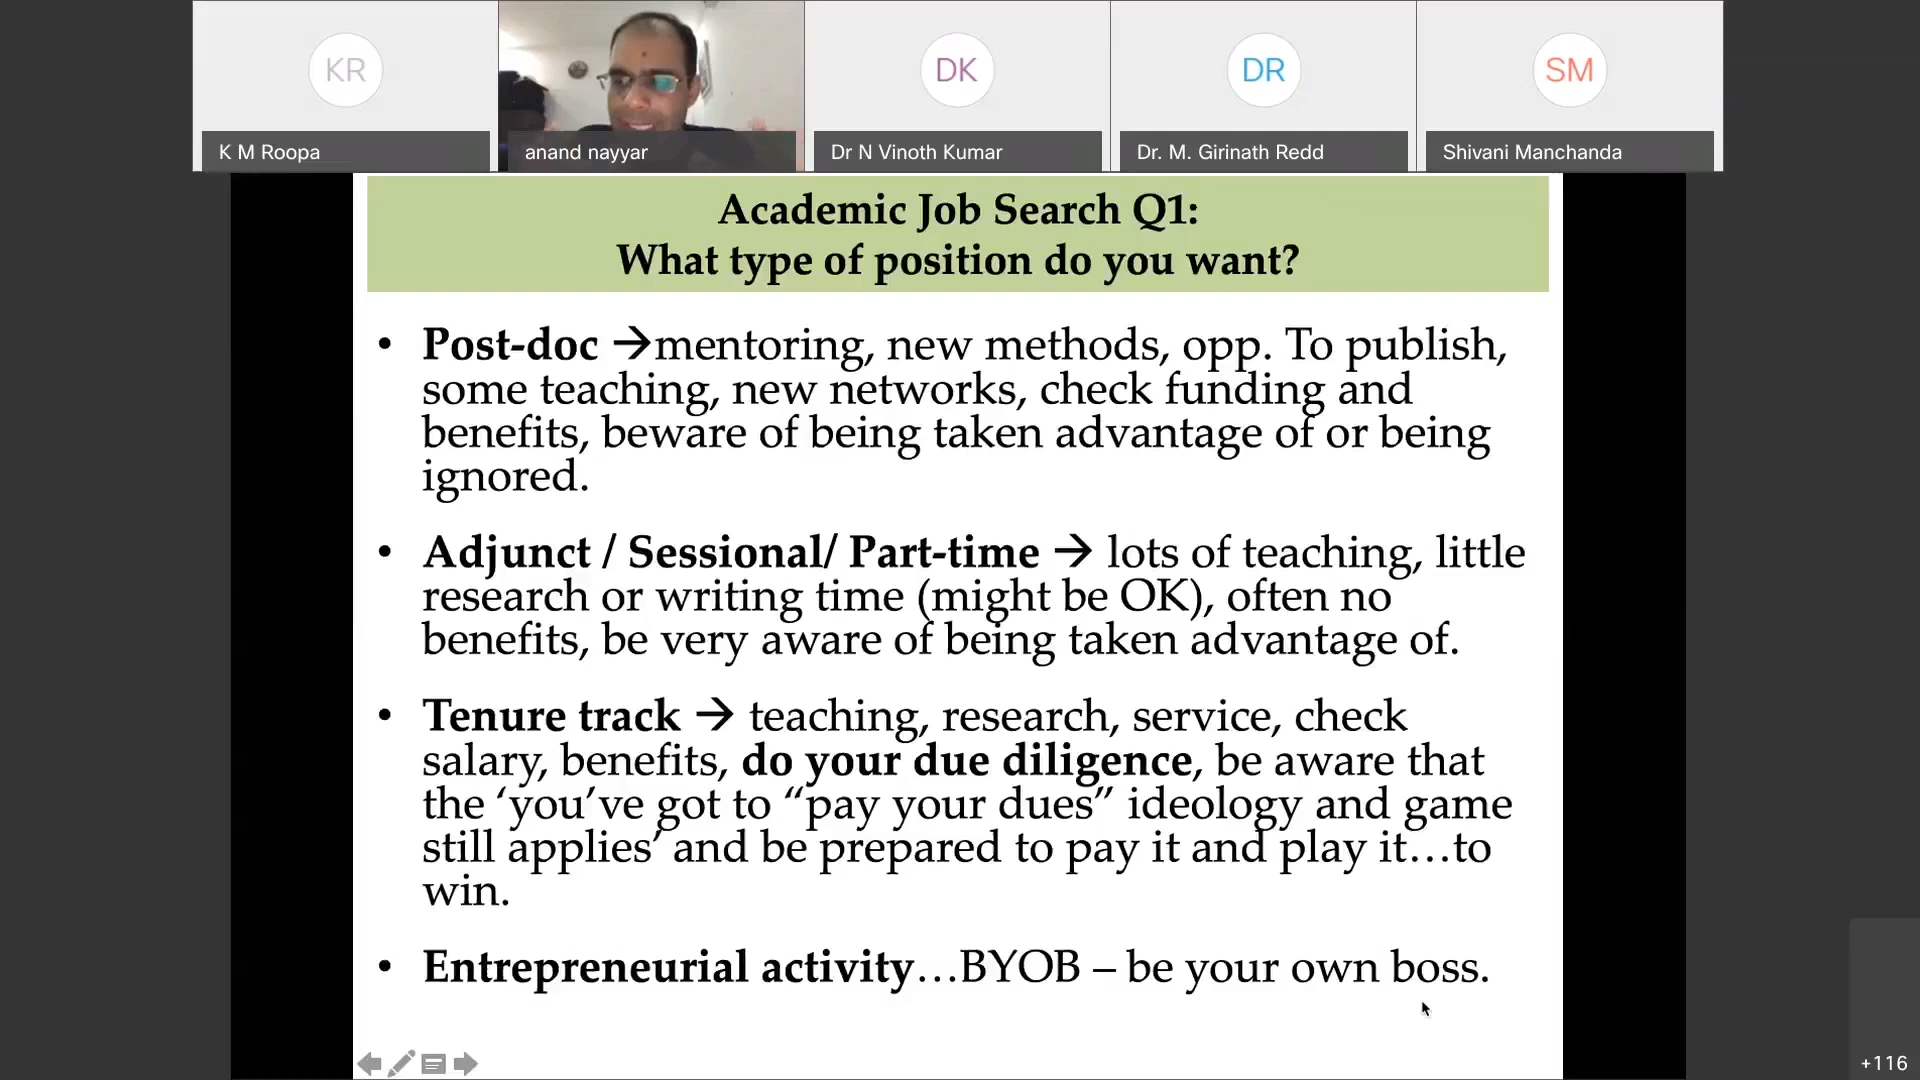 KR
DK
DR
SM
K M Roopa
anand nayyar
Dr N Vinoth Kumar
Dr. M. Girinath Redd
Shivani Manchanda
Academic Job Search Q1:
What type of position do you want?
• Post-doc →mentoring, new methods, opp. To publish,
some teaching, new networks, check funding and
benefits, beware of being taken advantage of or being
ignored.
• Adjunct / Sessional/ Part-time → lots of teaching, little
research or writing time (might be OK), often no
benefits, be very aware of being taken advantage of.
• Tenure track → teaching, research, service, check
salary, benefits, do your due diligence, be aware that
the ‘you’ve got to “pay your dues” ideology and game
still applies’ and be prepared to pay it and play it…to
win.
• Entrepreneurial activity…BYOB – be your own boss.
+116